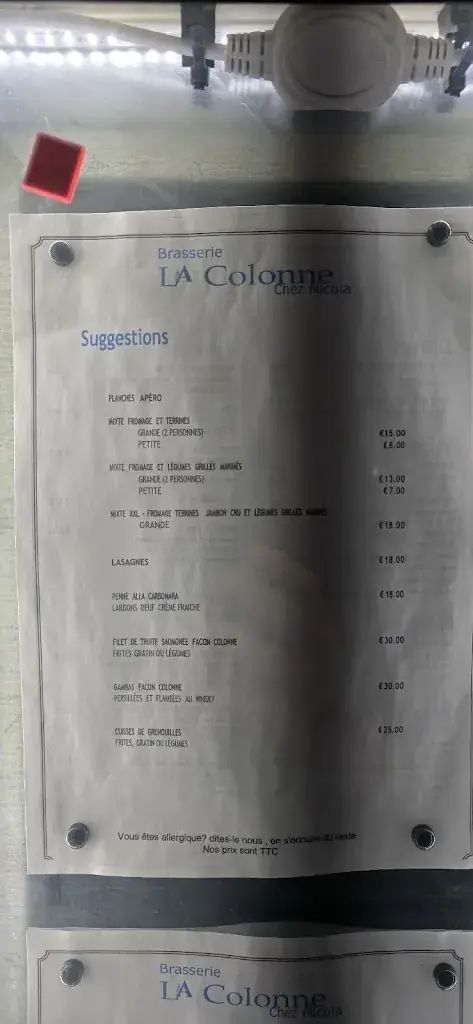 Brasserie
LA Colonne
Chez Nicola
Suggestions
PLANCHES APÉRO
MIXTE FROMAGE ET TERRINES
GRANDE (2 PERSONNES) €15.00
PETITE €8.00
MIXTE FROMAGE ET LÉGUMES GRILLÉS MARINÉS
GRANDE (2 PERSONNES) €13.00
PETITE €7.00
MIXTE XXL - FROMAGE TERRINES JAMBON CRU ET LÉGUMES GRILLÉS MARINÉS
GRANDE €18.00
LASAGNES €18.00
PENNE ALLA CARBONARA €16.00
LARDONS OEUF CRÈME FRAICHE
FILET DE TRUITE SAUMONEE FACON COLONNE €30.00
FRITES GRATIN OU LÉGUMES
GAMBAS FACON COLONNE €30.00
PERSILLÉES ET FLAMBÉES AU WHISKY
CUISSES DE GRENOUILLES €25.00
FRITES, GRATIN OU LÉGUMES
Vous êtes allergique? dites-le nous , on s'occupe du reste
Nos prix sont TTC
Brasserie
LA Colonne
Chez Nicola